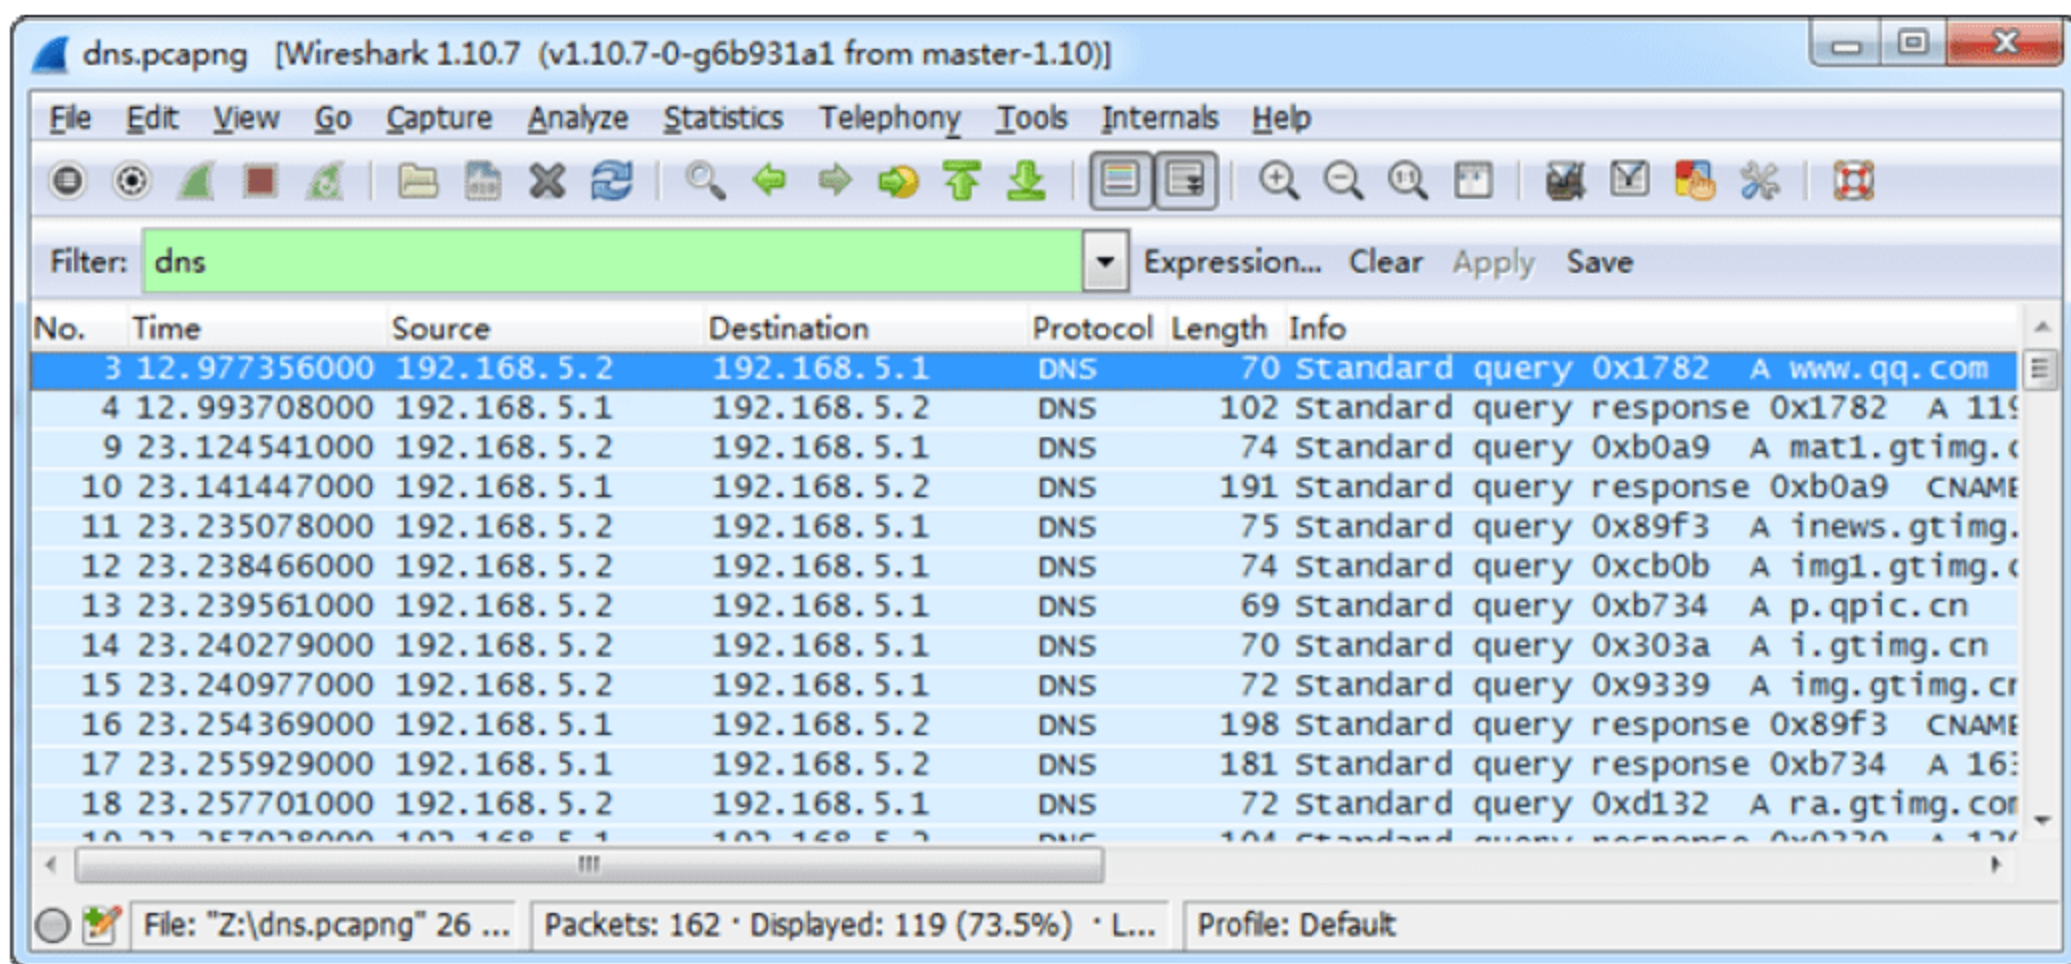 dns.pcapng [Wireshark 1.10.7 (v1.10.7-0-g6b931a1 from master-1.10)]
File Edit View Go Capture Analyze Statistics Telephony Tools Internals Help
Filter: dns Expression... Clear Apply Save
No. Time Source Destination Protocol Length Info
3 12.977356000 192.168.5.2 192.168.5.1 DNS 70 Standard query 0x1782 A www.qq.com
4 12.993708000 192.168.5.1 192.168.5.2 DNS 102 Standard query response 0x1782 A 119
9 23.124541000 192.168.5.2 192.168.5.1 DNS 74 Standard query 0xb0a9 A mat1.gtimg.c
10 23.141447000 192.168.5.1 192.168.5.2 DNS 191 Standard query response 0xb0a9 CNAME
11 23.235078000 192.168.5.2 192.168.5.1 DNS 75 Standard query 0x89f3 A inews.gtimg.
12 23.238466000 192.168.5.2 192.168.5.1 DNS 74 Standard query 0xcb0b A img1.gtimg.c
13 23.239561000 192.168.5.2 192.168.5.1 DNS 69 Standard query 0xb734 A p.qpic.cn
14 23.240279000 192.168.5.2 192.168.5.1 DNS 70 Standard query 0x303a A i.gtimg.cn
15 23.240977000 192.168.5.2 192.168.5.1 DNS 72 Standard query 0x9339 A img.gtimg.cn
16 23.254369000 192.168.5.1 192.168.5.2 DNS 198 Standard query response 0x89f3 CNAME
17 23.255929000 192.168.5.1 192.168.5.2 DNS 181 Standard query response 0xb734 A 163
18 23.257701000 192.168.5.2 192.168.5.1 DNS 72 Standard query 0xd132 A ra.gtimg.com
File: "Z:\dns.pcapng" 26 ... Packets: 162 · Displayed: 119 (73.5%) · L... Profile: Default